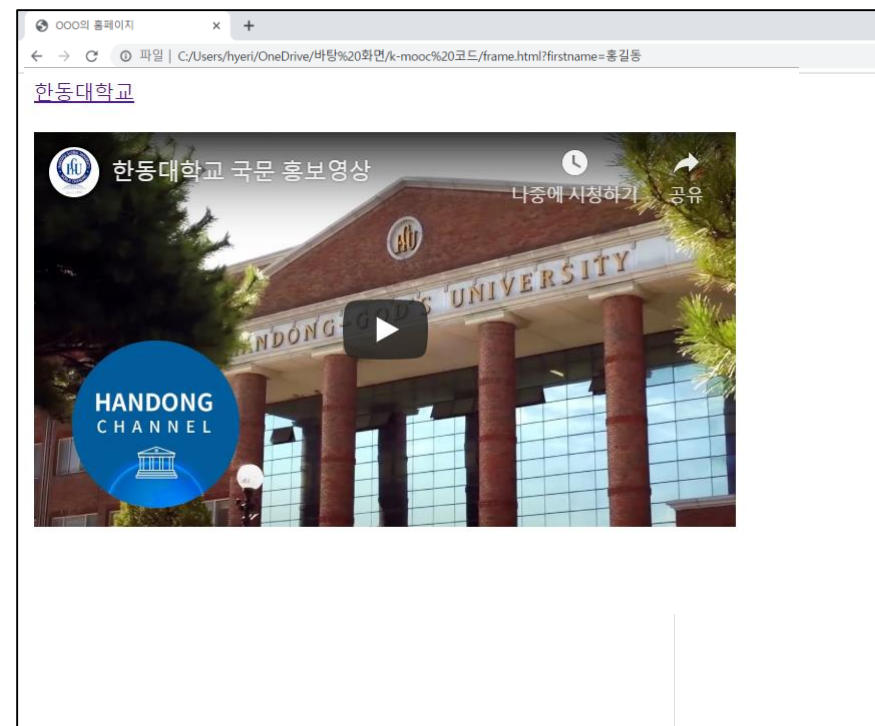 OOO의 홈페이지
파일 | C:/Users/hyeri/OneDrive/바탕%20화면/k-mooc%20코드/frame.html?firstname=홍길동
한동대학교
한동대학교 국문 홍보영상
나중에 시청하기
공유
HANDONG-GOD'S UNIVERSITY
HANDONG
CHANNEL